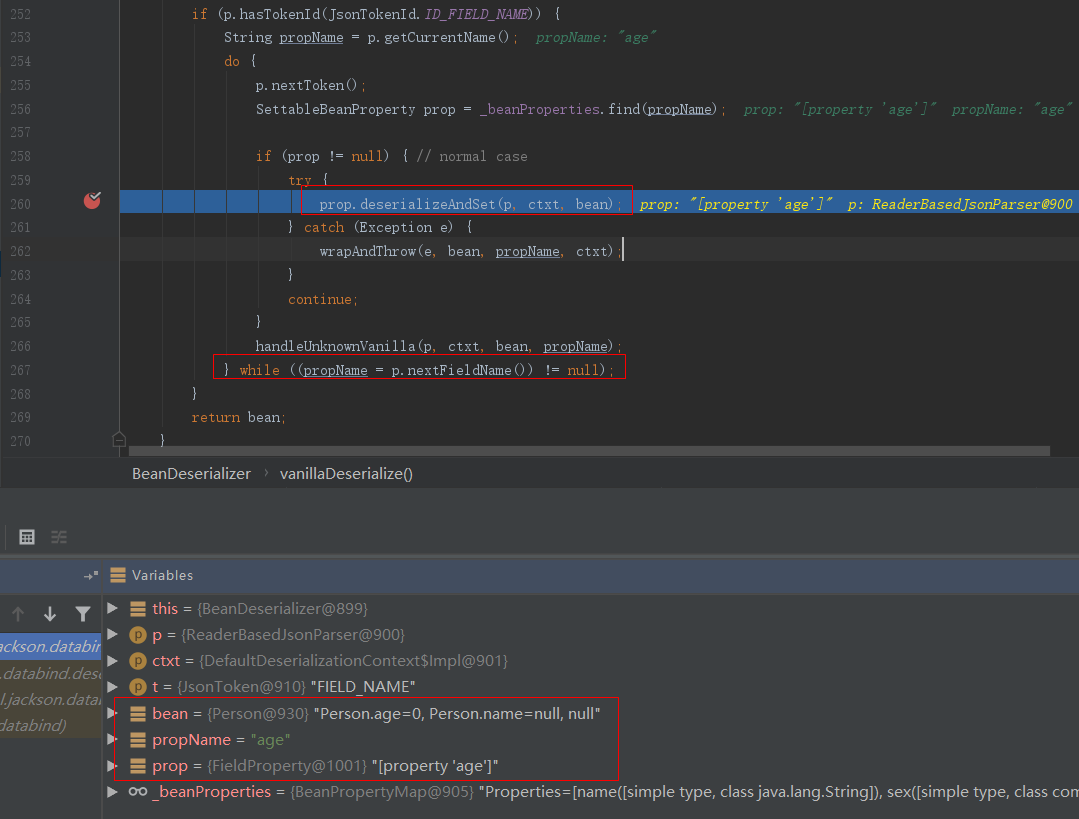 252 if (p.hasTokenId(JsonTokenId.ID_FIELD_NAME)) {
253 String propName = p.getCurrentName(); propName: "age"
254 do {
255 p.nextToken();
256 SettableBeanProperty prop = _beanProperties.find(propName); prop: "[property 'age']" propName: "age"
257
258 if (prop != null) { // normal case
259 try {
260 prop.deserializeAndSet(p, ctxt, bean); prop: "[property 'age']" p: ReaderBasedJsonParser@900
261 } catch (Exception e) {
262 wrapAndThrow(e, bean, propName, ctxt);
263 }
264 continue;
265 }
266 handleUnknownVanilla(p, ctxt, bean, propName);
267 } while ((propName = p.nextFieldName()) != null);
268 }
269 return bean;
270 }
BeanDeserializer › vanillaDeserialize()
Variables
this = {BeanDeserializer@899}
p p = {ReaderBasedJsonParser@900}
ackson.databin
p ctxt = {DefaultDeserializationContext$Impl@901}
.databind.dese
p t = {JsonToken@910} "FIELD_NAME"
l.jackson.data
bean = {Person@930} "Person.age=0, Person.name=null, null"
databind)
propName = "age"
prop = {FieldProperty@1001} "[property 'age']"
_beanProperties = {BeanPropertyMap@905} "Properties=[name([simple type, class java.lang.String]), sex([simple type, class com